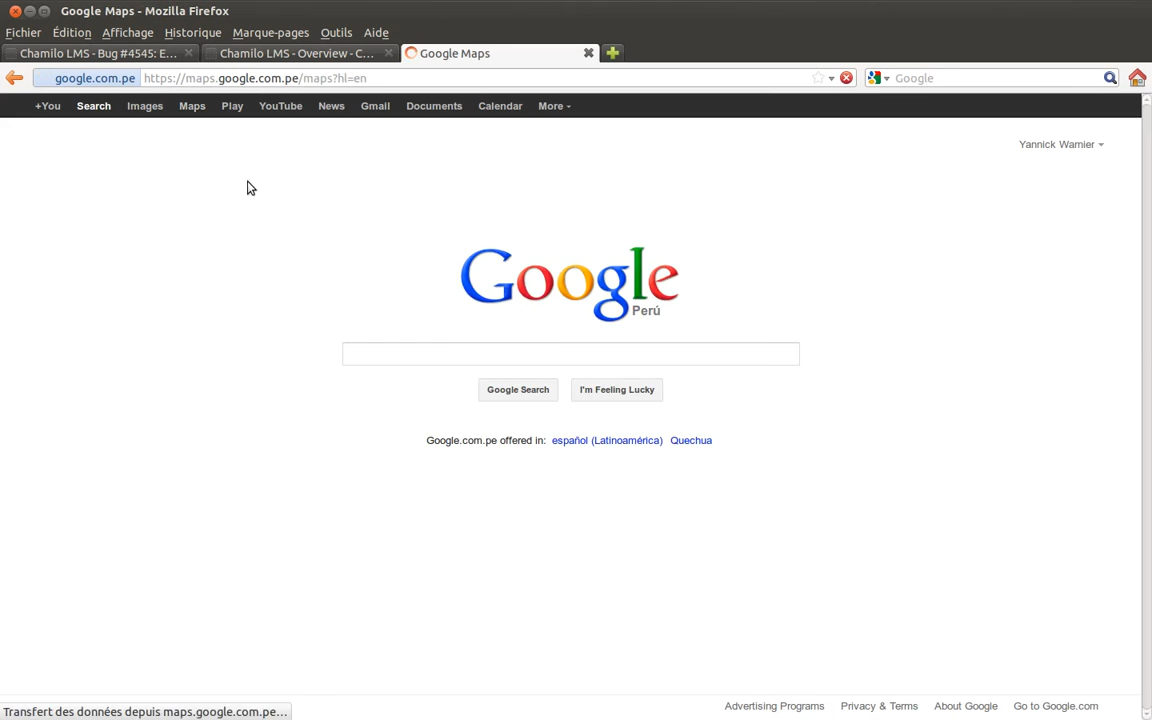 Google Maps - Mozilla Firefox
Fichier Édition Affichage Historique Marque-pages Outils Aide
Chamilo LMS - Bug #4545: E... Chamilo LMS - Overview - C... Google Maps
google.com.pe https://maps.google.com.pe/maps?hl=en Google
+You Search Images Maps Play YouTube News Gmail Documents Calendar More
Yannick Warnier
Google
Perú
Google Search I'm Feeling Lucky
Google.com.pe offered in: español (Latinoamérica) Quechua
Advertising Programs Privacy & Terms About Google Go to Google.com
Transfert des données depuis maps.google.com.pe...